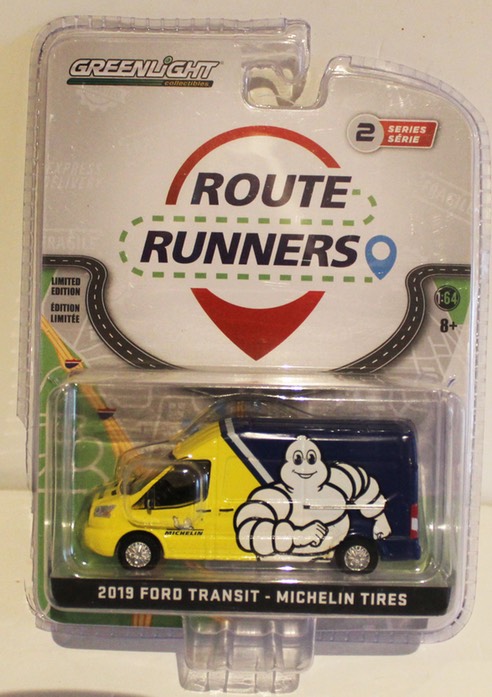 GREENLIGHT
collectibles
2 SERIES
SÉRIE
ROUTE
RUNNERS
LIMITED
EDITION
ÉDITION
LIMITÉE
1:64
8+
MICHELIN
2019 FORD TRANSIT - MICHELIN TIRES